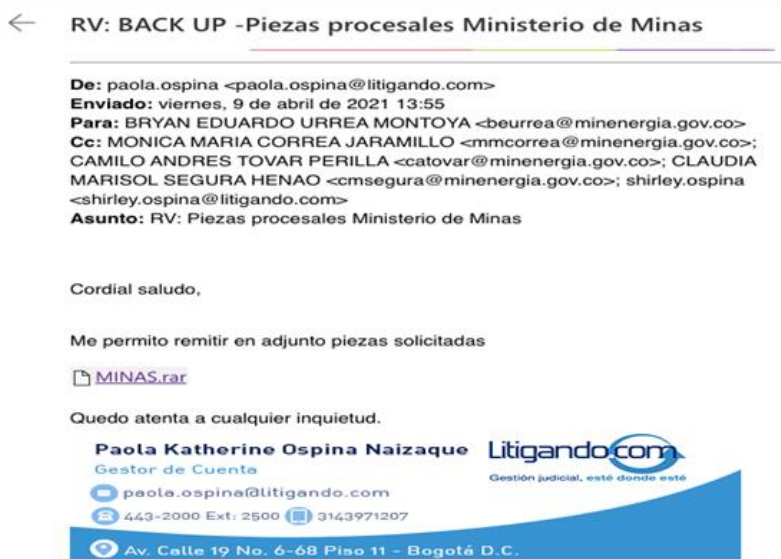 RV: BACK UP -Piezas procesales Ministerio de Minas
De: paola.ospina <paola.ospina@litigando.com>
Enviado: viernes, 9 de abril de 2021 13:55
Para: BRYAN EDUARDO URREA MONTOYA <beurrea@minenergia.gov.co>
Cc: MONICA MARIA CORREA JARAMILLO <mmcorrea@minenergia.gov.co>;
CAMILO ANDRES TOVAR PERILLA <catovar@minenergia.gov.co>; CLAUDIA
MARISOL SEGURA HENAO <cmsegura@minenergia.gov.co>; shirley.ospina
<shirley.ospina@litigando.com>
Asunto: RV: Piezas procesales Ministerio de Minas
Cordial saludo,
Me permito remitir en adjunto piezas solicitadas
MINAS.rar
Quedo atenta a cualquier inquietud.
Paola Katherine Ospina Naizaque
Gestor de Cuenta
paola.ospina@litigando.com
443-2000 Ext: 2500 3143971207
Av. Calle 19 No. 6-68 Piso 11 - Bogotá D.C.
Litigando.com
Gestión judicial, esté donde esté